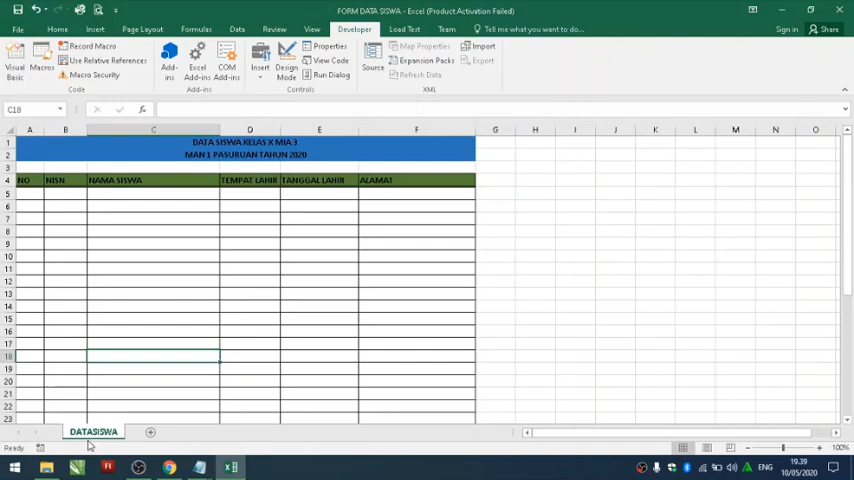 FORM DATA SISWA - Excel (Product Activation Failed)
File Home Insert Page Layout Formulas Data Review View Developer Load Test Team Tell me what you want to do... Sign in Share
Visual Basic
Macros
Record Macro
Use Relative References
Macro Security
Code
Add-ins
Excel Add-ins
COM Add-ins
Add-ins
Insert
Design Mode
Properties
View Code
Run Dialog
Controls
Source
Map Properties
Expansion Packs
Refresh Data
Import
Export
XML
C18
fx
A B C D E F G H I J K L M N O
1 DATA SISWA KELAS X MIA 3
2 MAN 1 PASURUAN TAHUN 2020
3
4 NO NISN NAMA SISWA TEMPAT LAHIR TANGGAL LAHIR ALAMAT
5
6
7
8
9
10
11
12
13
14
15
16
17
18
19
20
21
22
23
DATASISWA
Ready 100%
ENG 19.39
10/05/2020